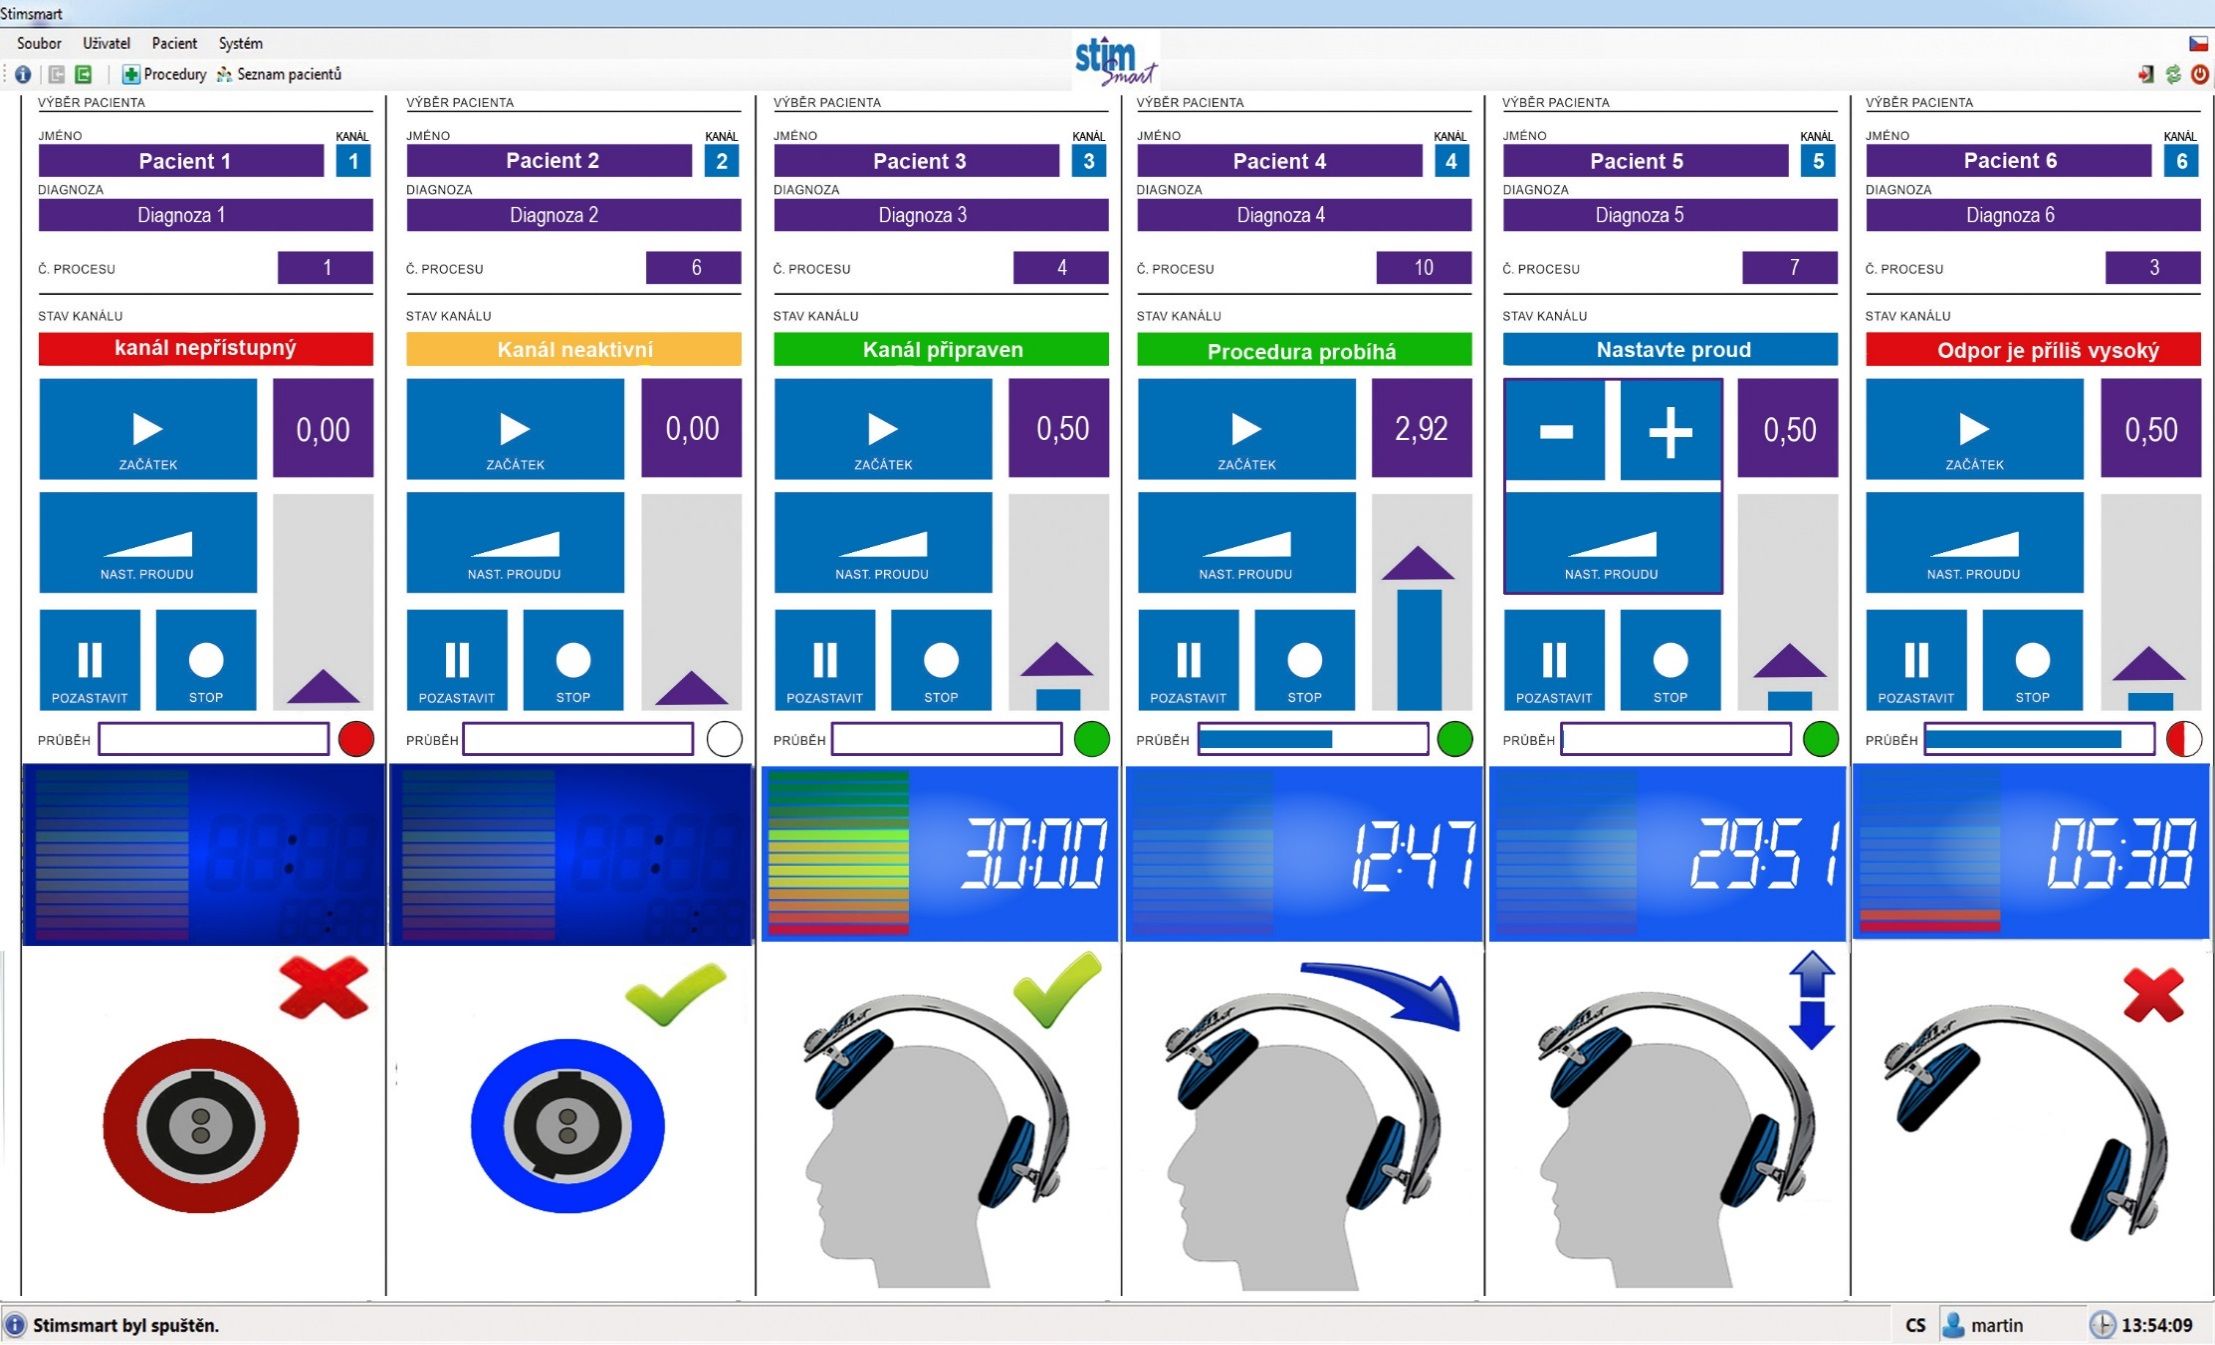 Stimsmart
Soubor Uživatel Pacient Systém
stim
Smart
Procedury Seznam pacientů
VÝBĚR PACIENTA
JMÉNO KANÁL
Pacient 1 1
DIAGNOZA
Diagnoza 1
Č. PROCESU 1
STAV KANÁLU
kanál nepřístupný
ZAČÁTEK 0,00
NAST. PROUDU
POZASTAVIT STOP
PRŮBĚH
VÝBĚR PACIENTA
JMÉNO KANÁL
Pacient 2 2
DIAGNOZA
Diagnoza 2
Č. PROCESU 6
STAV KANÁLU
Kanál neaktivní
ZAČÁTEK 0,00
NAST. PROUDU
POZASTAVIT STOP
PRŮBĚH
VÝBĚR PACIENTA
JMÉNO KANÁL
Pacient 3 3
DIAGNOZA
Diagnoza 3
Č. PROCESU 4
STAV KANÁLU
Kanál připraven
ZAČÁTEK 0,50
NAST. PROUDU
POZASTAVIT STOP
PRŮBĚH
30:00
VÝBĚR PACIENTA
JMÉNO KANÁL
Pacient 4 4
DIAGNOZA
Diagnoza 4
Č. PROCESU 10
STAV KANÁLU
Procedura probíhá
ZAČÁTEK 2,92
NAST. PROUDU
POZASTAVIT STOP
PRŮBĚH
12:47
VÝBĚR PACIENTA
JMÉNO KANÁL
Pacient 5 5
DIAGNOZA
Diagnoza 5
Č. PROCESU 7
STAV KANÁLU
Nastavte proud
- + 0,50
NAST. PROUDU
POZASTAVIT STOP
PRŮBĚH
29:51
VÝBĚR PACIENTA
JMÉNO KANÁL
Pacient 6 6
DIAGNOZA
Diagnoza 6
Č. PROCESU 3
STAV KANÁLU
Odpor je příliš vysoký
ZAČÁTEK 0,50
NAST. PROUDU
POZASTAVIT STOP
PRŮBĚH
05:38
Stimsmart byl spuštěn. CS martin 13:54:09